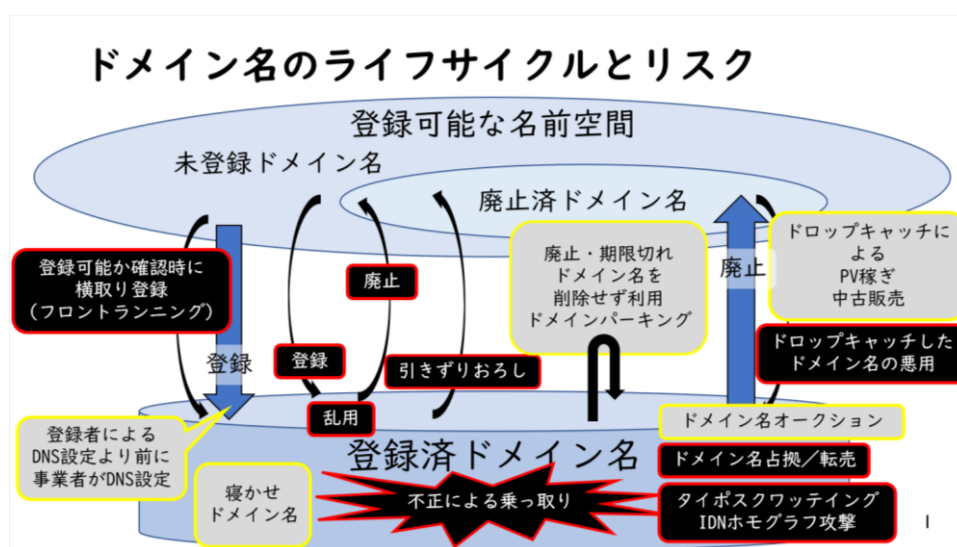 ドメイン名のライフサイクルとリスク
登録可能な名前空間
未登録ドメイン名
廃止済ドメイン名
登録可能か確認時に
横取り登録
(フロントランニング)
登録
登録
廃止
乱用
引きずりおろし
廃止・期限切れ
ドメイン名を
削除せず利用
ドメインパーキング
廃止
ドロップキャッチに
よる
PV稼ぎ
中古販売
ドロップキャッチした
ドメイン名の悪用
登録者による
DNS設定より前に
事業者がDNS設定
登録済ドメイン名
寝かせ
ドメイン名
不正による乗っ取り
ドメイン名オークション
ドメイン名占拠/転売
タイポスクワッテイング
IDNホモグラフ攻撃
1